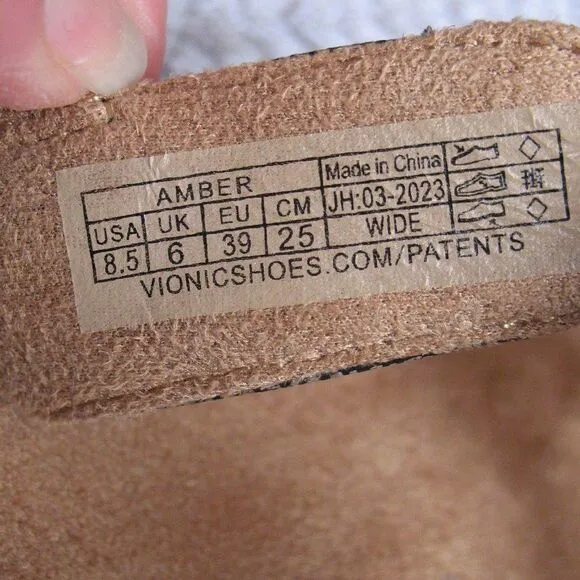 AMBER
USA UK EU CM
8.5 6 39 25
Made in China
JH:03-2023
WIDE
VIONICSHOES.COM/PATENTS